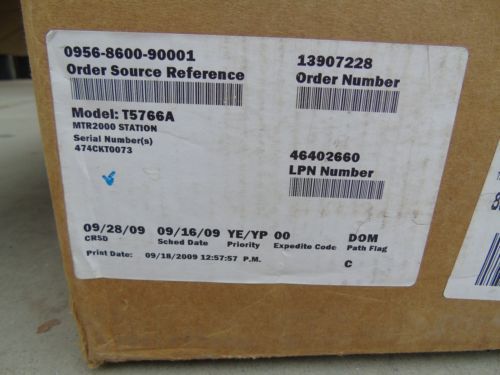 0956-8600-90001
Order Source Reference
13907228
Order Number
Model: T5766A
MTR2000 STATION
Serial Number(s)
474CKT0073
46402660
LPN Number
09/28/09 09/16/09 YE/YP 00 DOM
CRSD Sched Date Priority Expedite Code Path Flag
Print Date: 09/18/2009 12:57:57 P.M. C